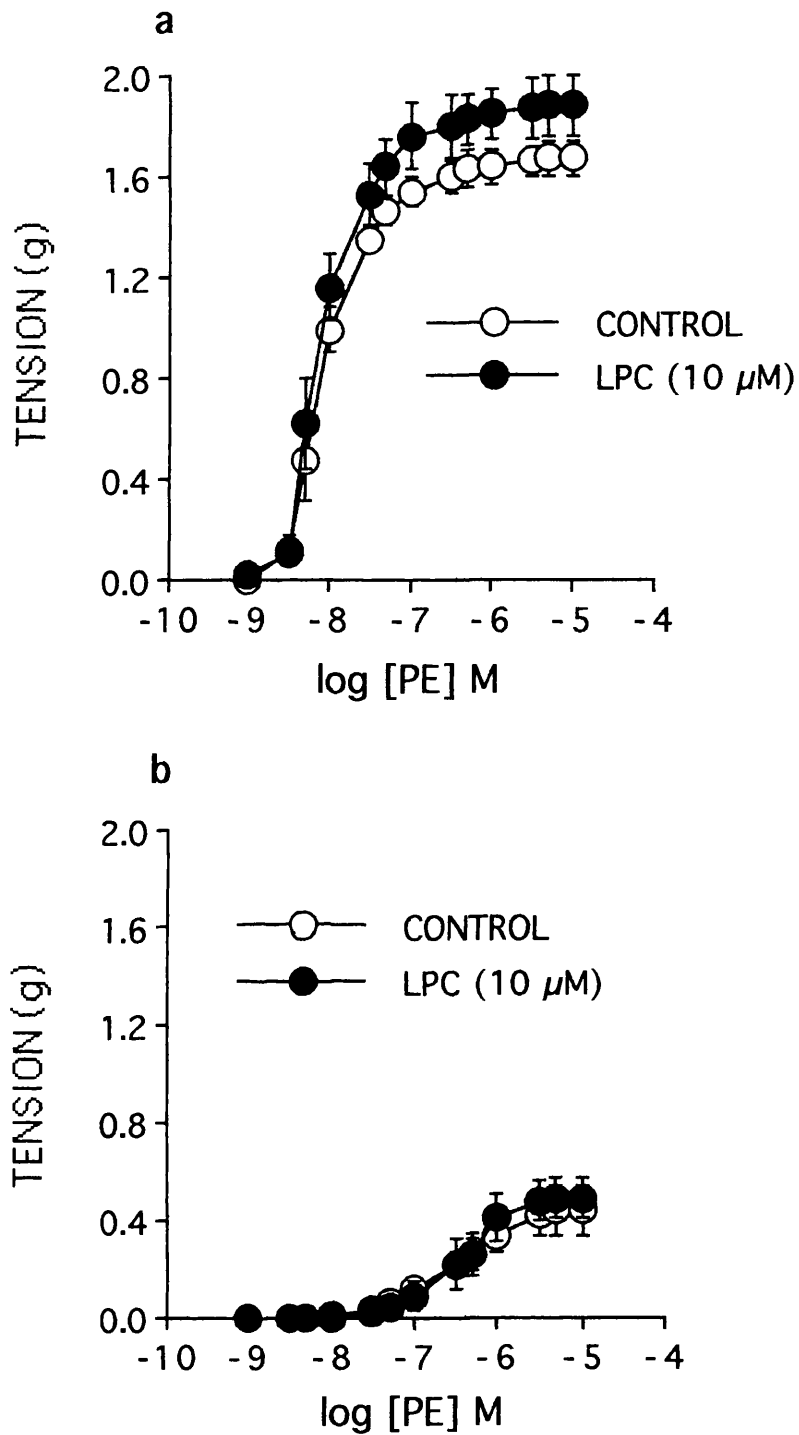 a
2.0
1.6
1.2
0.8
0.4
0.0
TENSION (g)
CONTROL
LPC (10 µM)
-10 -9 -8 -7 -6 -5 -4
log [PE] M
b
2.0
1.6
1.2
0.8
0.4
0.0
TENSION (g)
CONTROL
LPC (10 µM)
-10 -9 -8 -7 -6 -5 -4
log [PE] M